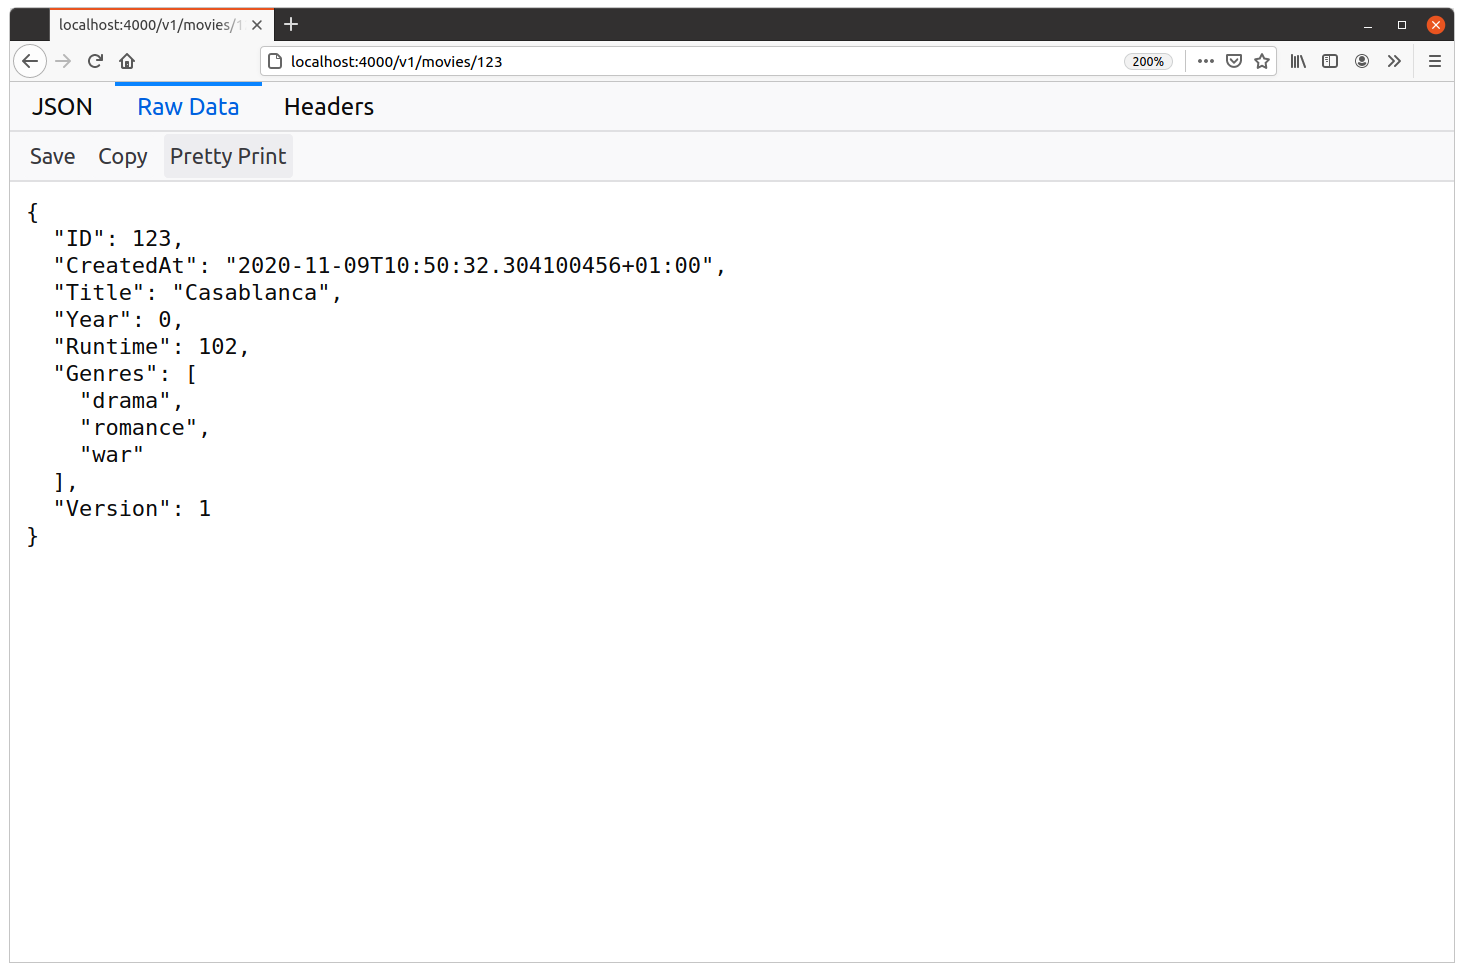 localhost:4000/v1/movies/1
localhost:4000/v1/movies/123
200%
JSON Raw Data Headers
Save Copy Pretty Print
{
  "ID": 123,
  "CreatedAt": "2020-11-09T10:50:32.304100456+01:00",
  "Title": "Casablanca",
  "Year": 0,
  "Runtime": 102,
  "Genres": [
    "drama",
    "romance",
    "war"
  ],
  "Version": 1
}